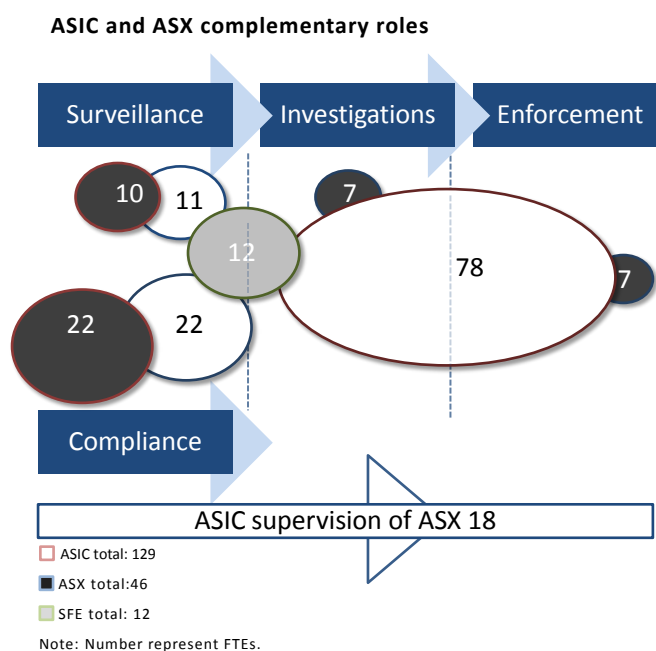 ASIC and ASX complementary roles
Surveillance
Investigations
Enforcement
10
11
7
12
78
7
22
22
Compliance
ASIC supervision of ASX 18
ASIC total: 129
ASX total:46
SFE total: 12
Note: Number represent FTEs.